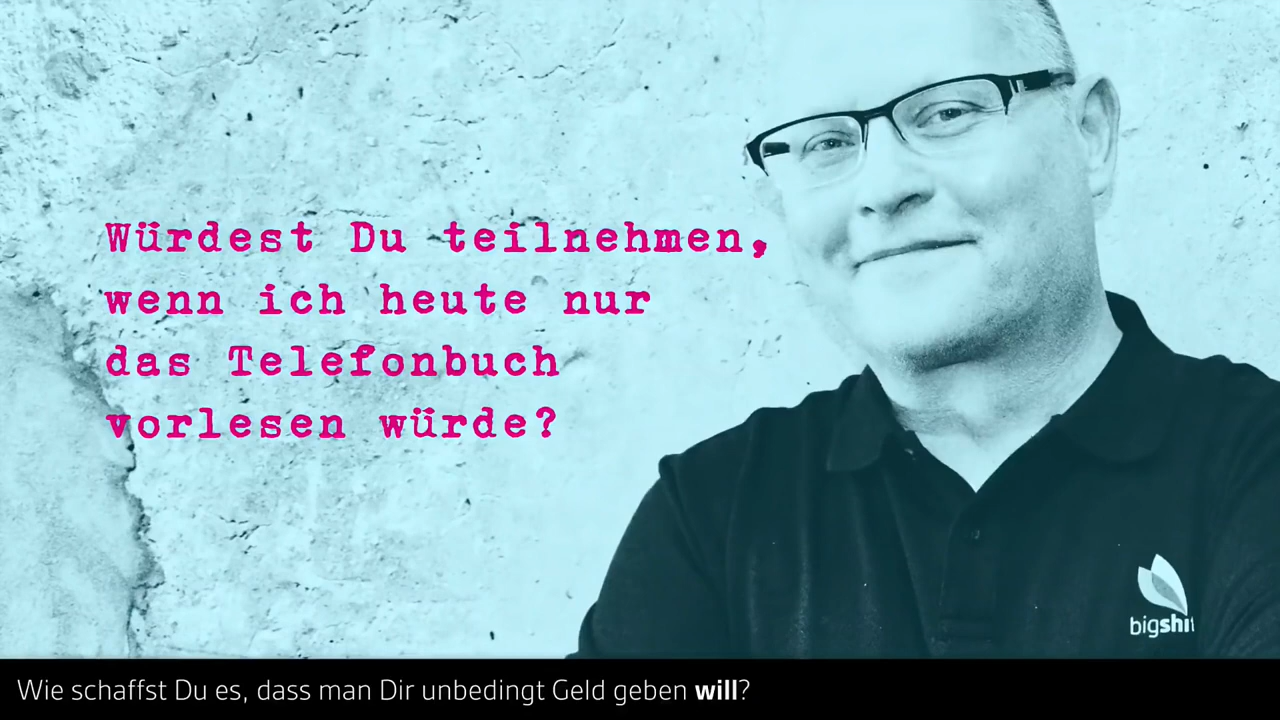 Würdest Du teilnehmen,
wenn ich heute nur
das Telefonbuch
vorlesen würde?
Wie schaffst Du es, dass man Dir unbedingt Geld geben will?